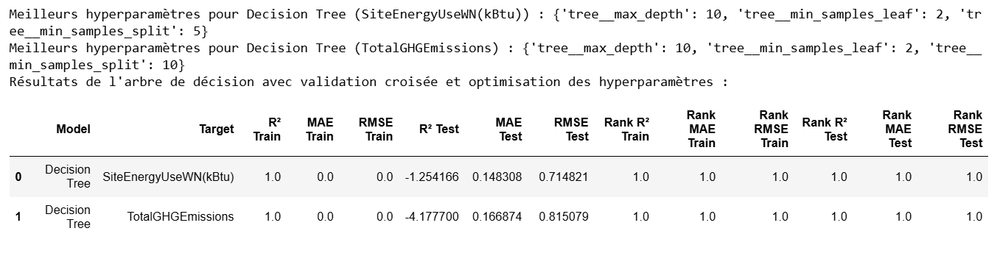 Meilleurs hyperparamètres pour Decision Tree (SiteEnergyUseWN(kBtu)) : {'tree__max_depth': 10, 'tree__min_samples_leaf': 2, 'tr
ee__min_samples_split': 5}
Meilleurs hyperparamètres pour Decision Tree (TotalGHGEmissions) : {'tree__max_depth': 10, 'tree__min_samples_leaf': 2, 'tree__
min_samples_split': 10}
Résultats de l'arbre de décision avec validation croisée et optimisation des hyperparamètres :
Model Target R² Train MAE Train RMSE Train R² Test MAE Test RMSE Test Rank R² Train Rank MAE Train Rank RMSE Train Rank R² Test Rank MAE Test Rank RMSE Test
0 Decision Tree SiteEnergyUseWN(kBtu) 1.0 0.0 0.0 -1.254166 0.148308 0.714821 1.0 1.0 1.0 1.0 1.0 1.0
1 Decision Tree TotalGHGEmissions 1.0 0.0 0.0 -4.177700 0.166874 0.815079 1.0 1.0 1.0 1.0 1.0 1.0